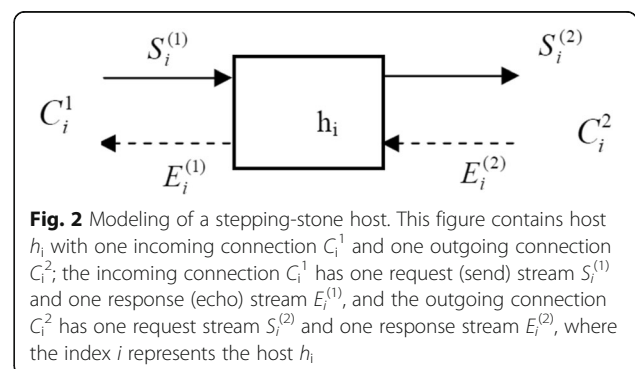 S_i^(1) S_i^(2)
C_i^1 h_i C_i^2
E_i^(1) E_i^(2)
Fig. 2 Modeling of a stepping-stone host. This figure contains host
h_i with one incoming connection C_i^1 and one outgoing connection
C_i^2; the incoming connection C_i^1 has one request (send) stream S_i^(1)
and one response (echo) stream E_i^(1), and the outgoing connection
C_i^2 has one request stream S_i^(2) and one response stream E_i^(2), where
the index i represents the host h_i